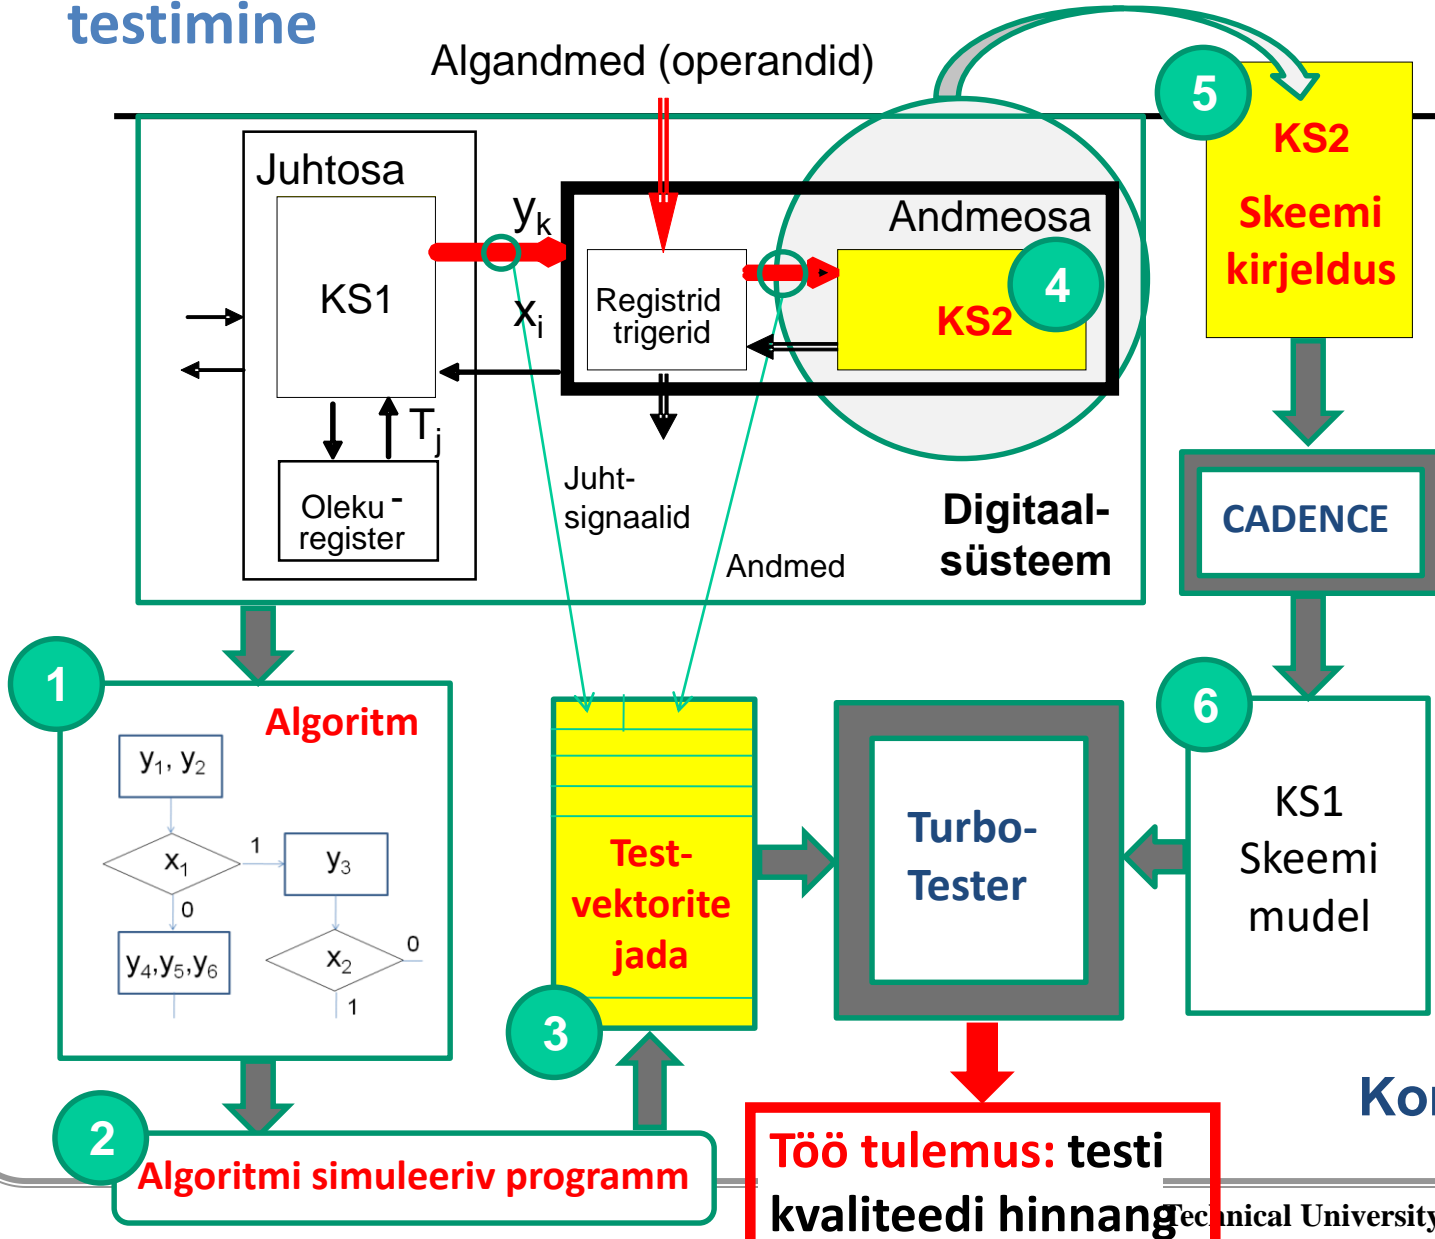 testimine
Algandmed (operandid)
5
KS2
Skeemi
kirjeldus
Juhtosa
KS1
yk
xi
Andmeosa
Registrid
trigerid
KS2
4
Tj
Oleku -
register
Juht-
signaalid
Andmed
Digitaal-
süsteem
CADENCE
1
Algoritm
y1, y2
x1
1
y3
0
y4,y5,y6
x2
0
1
Test-
vektorite
jada
3
Turbo-
Tester
6
KS1
Skeemi
mudel
2
Algoritmi simuleeriv programm
Töö tulemus: testi
kvaliteedi hinnang
Technical University